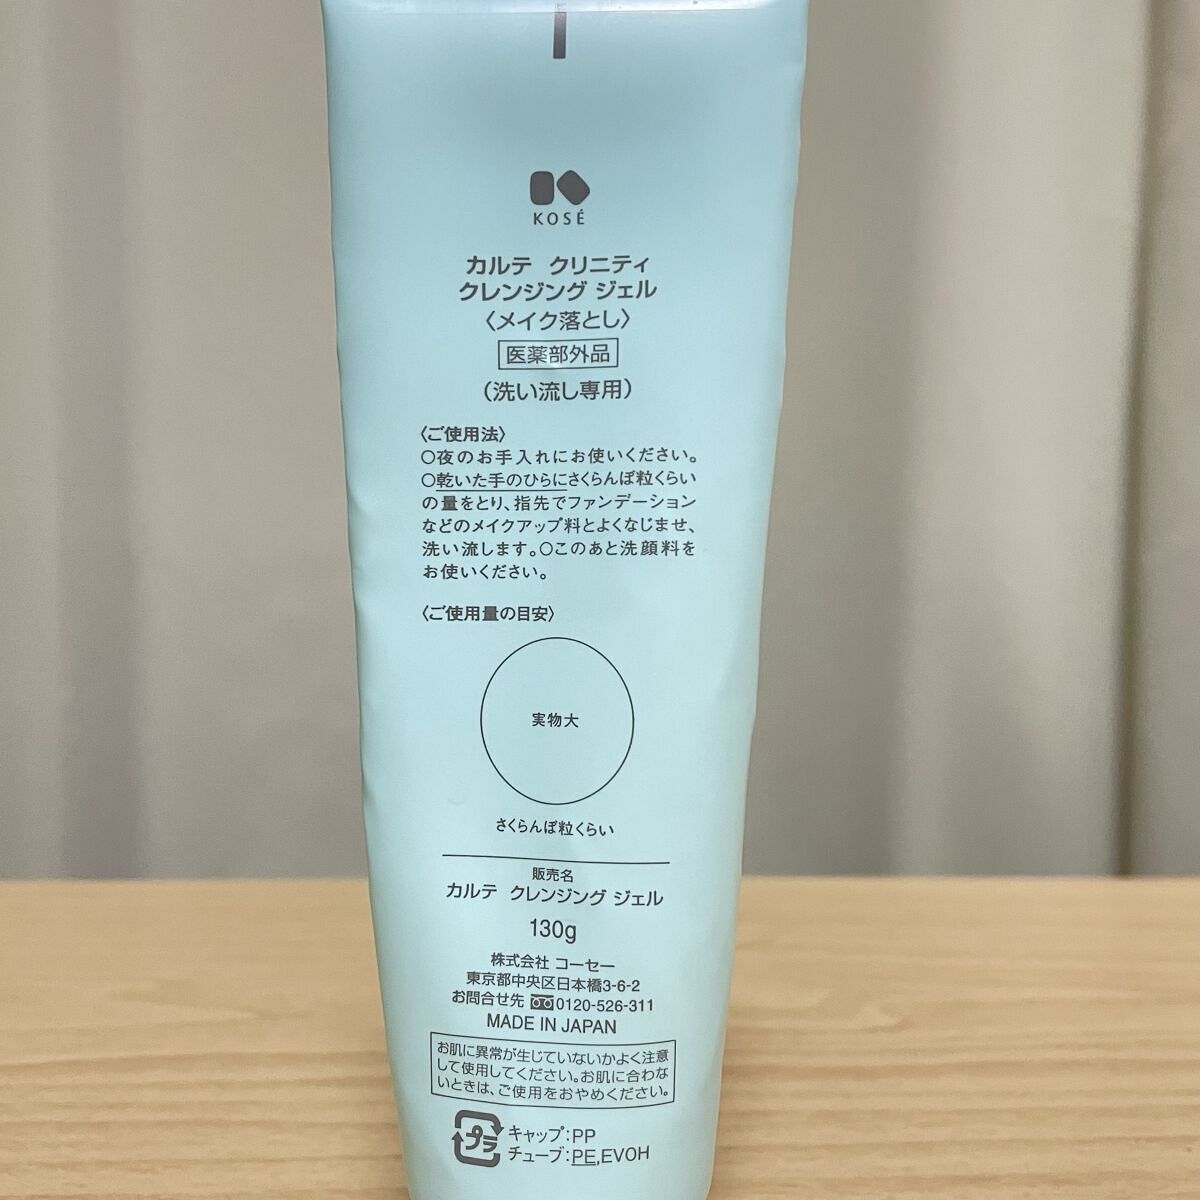 KOSÉ
カルテ クリニティ
クレンジング ジェル
〈メイク落とし〉
医薬部外品
（洗い流し専用）
〈ご使用法〉
○夜のお手入れにお使いください。
○乾いた手のひらにさくらんぼ粒くらい
の量をとり、指先でファンデーション
などのメイクアップ料とよくなじませ、
洗い流します。○このあと洗顔料を
お使いください。
〈ご使用量の目安〉
実物大
さくらんぼ粒くらい
販売名
カルテ クレンジング ジェル
130g
株式会社 コーセー
東京都中央区日本橋3-6-2
お問合せ先 0120-526-311
MADE IN JAPAN
お肌に異常が生じていないかよく注意
して使用してください。お肌に合わな
いときは、ご使用をおやめください。
プラ
キャップ：PP
チューブ：PE,EVOH